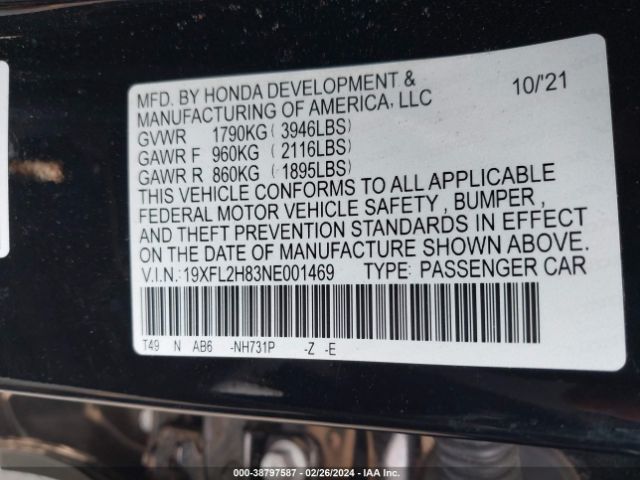 MFD. BY HONDA DEVELOPMENT &
MANUFACTURING OF AMERICA, LLC 10/'21
GVWR 1790KG ( 3946LBS)
GAWR F 960KG ( 2116LBS)
GAWR R 860KG ( 1895LBS)
THIS VEHICLE CONFORMS TO ALL APPLICABLE
FEDERAL MOTOR VEHICLE SAFETY , BUMPER ,
AND THEFT PREVENTION STANDARDS IN EFFECT
ON THE DATE OF MANUFACTURE SHOWN ABOVE.
V.I.N.: 19XFL2H83NE001469 TYPE: PASSENGER CAR
T49 N AB6 -NH731P -Z -E
000-38797587 - 02/26/2024 - IAA Inc.